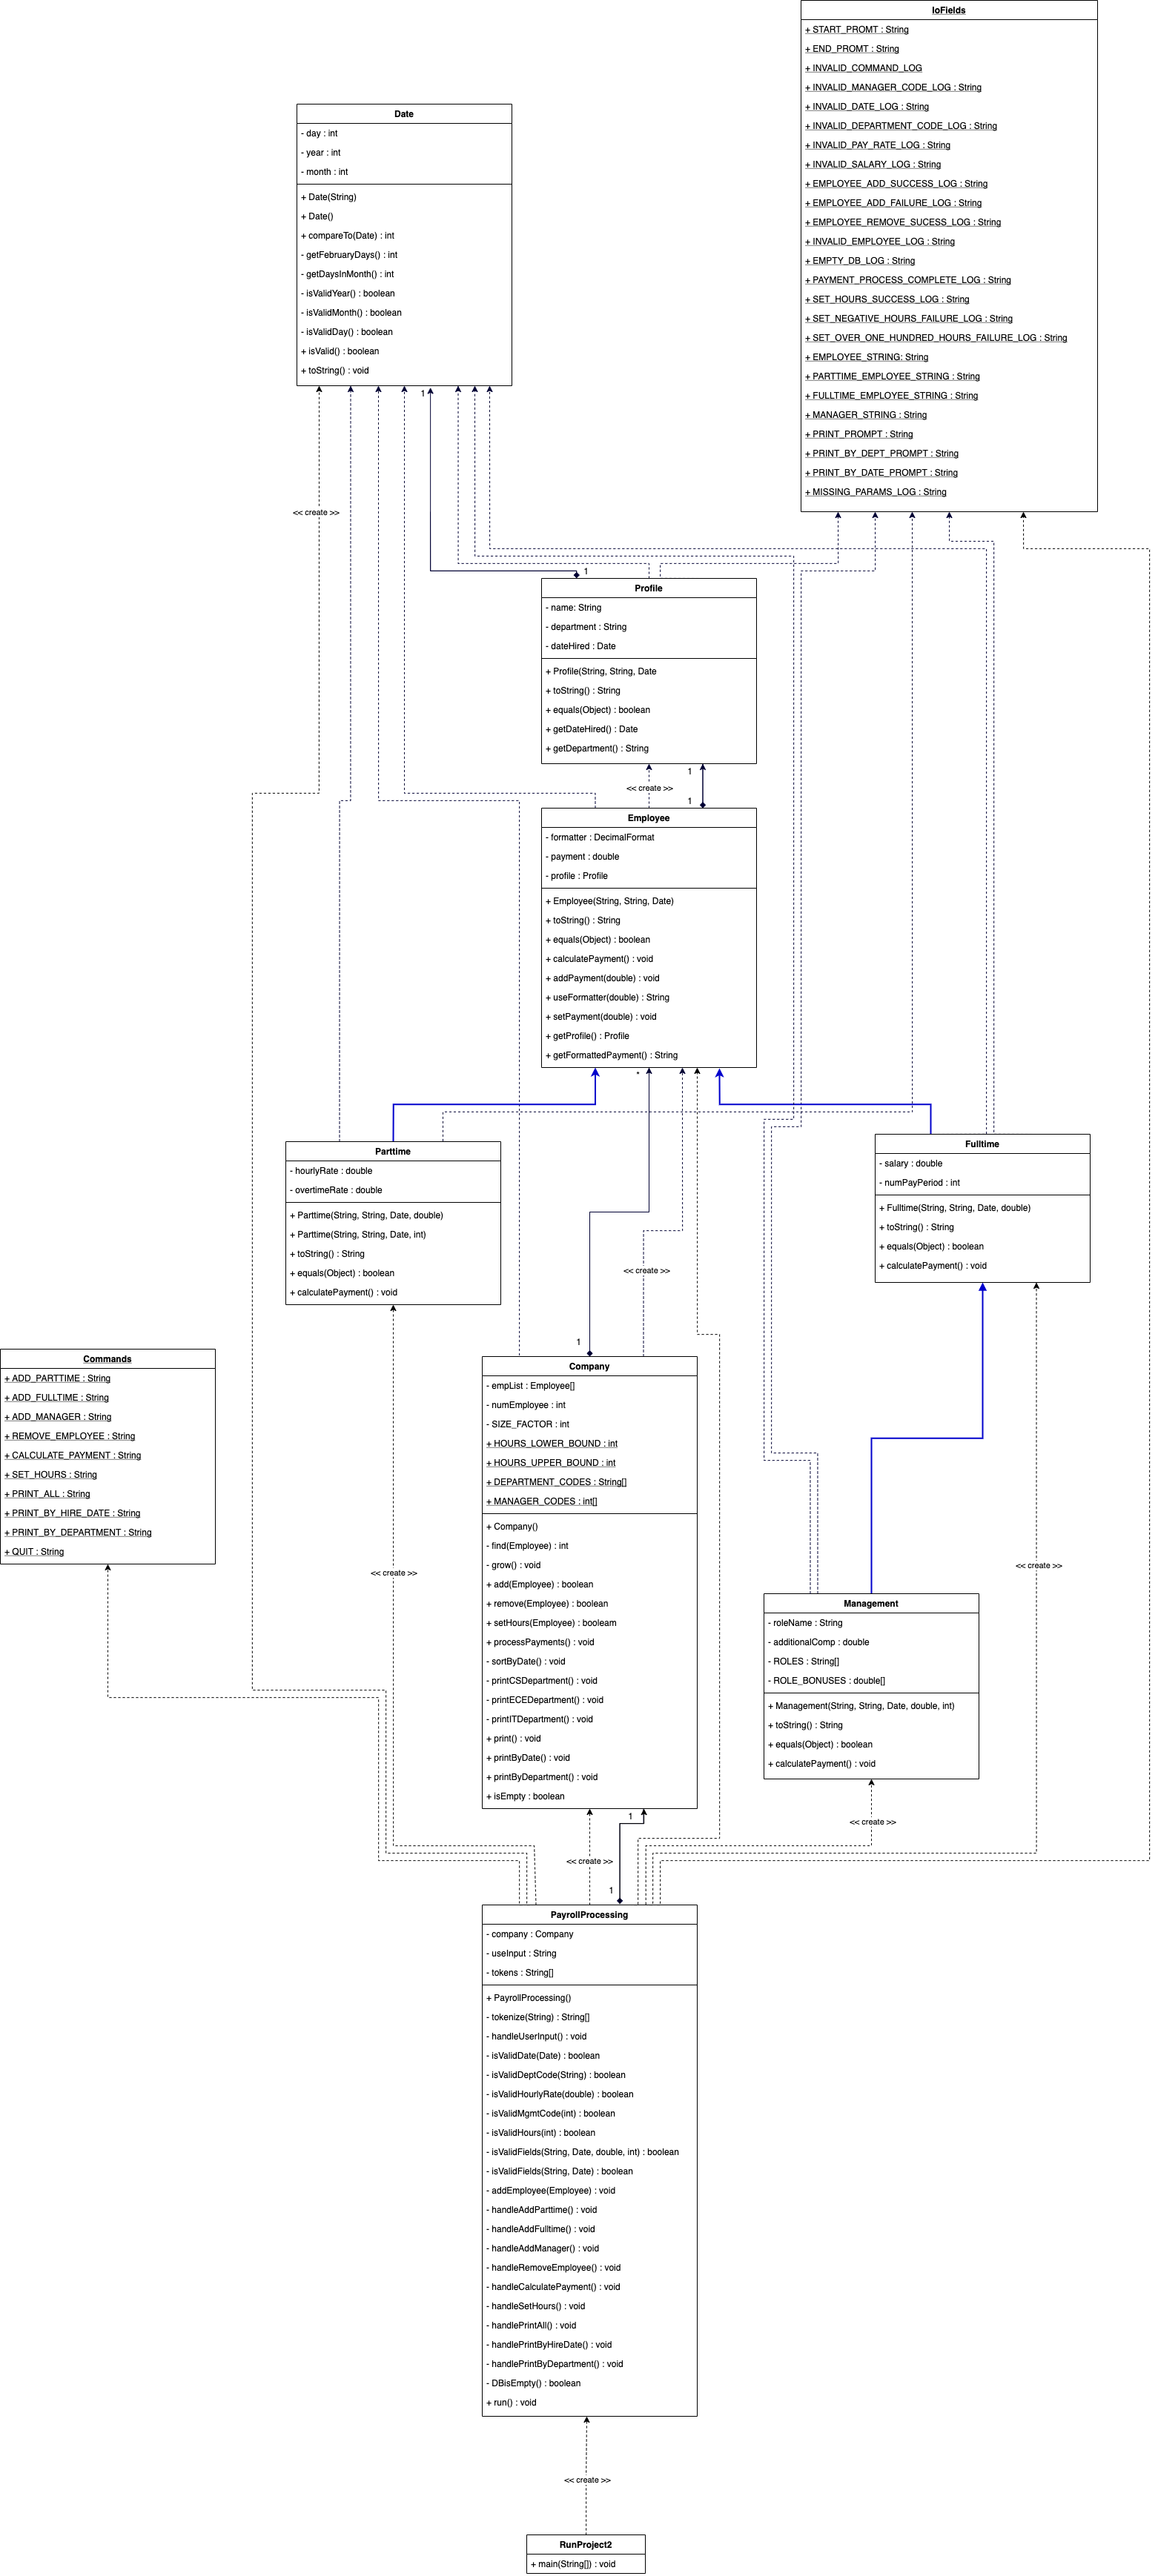 IoFields
+ START_PROMT : String
+ END_PROMT : String
+ INVALID_COMMAND_LOG
+ INVALID_MANAGER_CODE_LOG : String
+ INVALID_DATE_LOG : String
+ INVALID_DEPARTMENT_CODE_LOG : String
+ INVALID_PAY_RATE_LOG : String
+ INVALID_SALARY_LOG : String
+ EMPLOYEE_ADD_SUCCESS_LOG : String
+ EMPLOYEE_ADD_FAILURE_LOG : String
+ EMPLOYEE_REMOVE_SUCESS_LOG : String
+ INVALID_EMPLOYEE_LOG : String
+ EMPTY_DB_LOG : String
+ PAYMENT_PROCESS_COMPLETE_LOG : String
+ SET_HOURS_SUCCESS_LOG : String
+ SET_NEGATIVE_HOURS_FAILURE_LOG : String
+ SET_OVER_ONE_HUNDRED_HOURS_FAILURE_LOG : String
+ EMPLOYEE_STRING: String
+ PARTTIME_EMPLOYEE_STRING : String
+ FULLTIME_EMPLOYEE_STRING : String
+ MANAGER_STRING : String
+ PRINT_PROMPT : String
+ PRINT_BY_DEPT_PROMPT : String
+ PRINT_BY_DATE_PROMPT : String
+ MISSING_PARAMS_LOG : String
Date
- day : int
- year : int
- month : int
+ Date(String)
+ Date()
+ compareTo(Date) : int
- getFebruaryDays() : int
- getDaysInMonth() : int
- isValidYear() : boolean
- isValidMonth() : boolean
- isValidDay() : boolean
+ isValid() : boolean
+ toString() : void
1
<< create >>
1
Profile
- name: String
- department : String
- dateHired : Date
+ Profile(String, String, Date
+ toString() : String
+ equals(Object) : boolean
+ getDateHired() : Date
+ getDepartment() : String
1
<< create >>
1
Employee
- formatter : DecimalFormat
- payment : double
- profile : Profile
+ Employee(String, String, Date)
+ toString() : String
+ equals(Object) : boolean
+ calculatePayment() : void
+ addPayment(double) : void
+ useFormatter(double) : String
+ setPayment(double) : void
+ getProfile() : Profile
+ getFormattedPayment() : String
*
Parttime
- hourlyRate : double
- overtimeRate : double
+ Parttime(String, String, Date, double)
+ Parttime(String, String, Date, int)
+ toString() : String
+ equals(Object) : boolean
+ calculatePayment() : void
Fulltime
- salary : double
- numPayPeriod : int
+ Fulltime(String, String, Date, double)
+ toString() : String
+ equals(Object) : boolean
+ calculatePayment() : void
<< create >>
1
Commands
+ ADD_PARTTIME : String
+ ADD_FULLTIME : String
+ ADD_MANAGER : String
+ REMOVE_EMPLOYEE : String
+ CALCULATE_PAYMENT : String
+ SET_HOURS : String
+ PRINT_ALL : String
+ PRINT_BY_HIRE_DATE : String
+ PRINT_BY_DEPARTMENT : String
+ QUIT : String
<< create >>
Company
- empList : Employee[]
- numEmployee : int
- SIZE_FACTOR : int
+ HOURS_LOWER_BOUND : int
+ HOURS_UPPER_BOUND : int
+ DEPARTMENT_CODES : String[]
+ MANAGER_CODES : int[]
+ Company()
- find(Employee) : int
- grow() : void
+ add(Employee) : boolean
+ remove(Employee) : boolean
+ setHours(Employee) : booleam
+ processPayments() : void
- sortByDate() : void
- printCSDepartment() : void
- printECEDepartment() : void
- printITDepartment() : void
+ print() : void
+ printByDate() : void
+ printByDepartment() : void
+ isEmpty : boolean
<< create >>
Management
- roleName : String
- additionalComp : double
- ROLES : String[]
- ROLE_BONUSES : double[]
+ Management(String, String, Date, double, int)
+ toString() : String
+ equals(Object) : boolean
+ calculatePayment() : void
1
<< create >>
<< create >>
1
PayrollProcessing
- company : Company
- useInput : String
- tokens : String[]
+ PayrollProcessing()
- tokenize(String) : String[]
- handleUserInput() : void
- isValidDate(Date) : boolean
- isValidDeptCode(String) : boolean
- isValidHourlyRate(double) : boolean
- isValidMgmtCode(int) : boolean
- isValidHours(int) : boolean
- isValidFields(String, Date, double, int) : boolean
- isValidFields(String, Date) : boolean
- addEmployee(Employee) : void
- handleAddParttime() : void
- handleAddFulltime() : void
- handleAddManager() : void
- handleRemoveEmployee() : void
- handleCalculatePayment() : void
- handleSetHours() : void
- handlePrintAll() : void
- handlePrintByHireDate() : void
- handlePrintByDepartment() : void
- DBisEmpty() : boolean
+ run() : void
<< create >>
RunProject2
+ main(String[]) : void